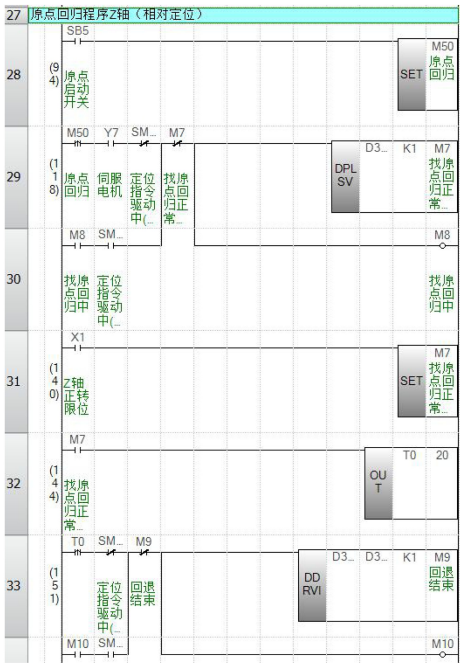 27 原点回归程序Z轴（相对定位）
SB5
M50
28 (94) 原点启动开关 SET 原点回归
M50 Y7 SM... M7 D3... K1 M7
29 (118) 原点回归 伺服电机 定位指令驱动中(... 找原点回归正常... DPLSV 找原点回归正常...
M8 SM... M8
30 找原点回归中 定位指令驱动中(... 找原点回归中
X1
M7
31 (140) Z轴正转限位 SET 找原点回归正常...
M7 T0 20
32 (144) 找原点回归正常... OUT
T0 SM... M9 D3... D3... K1 M9
33 (151) 定位指令驱动中(... 回退结束 DDRVI 回退结束
M10 SM... M10